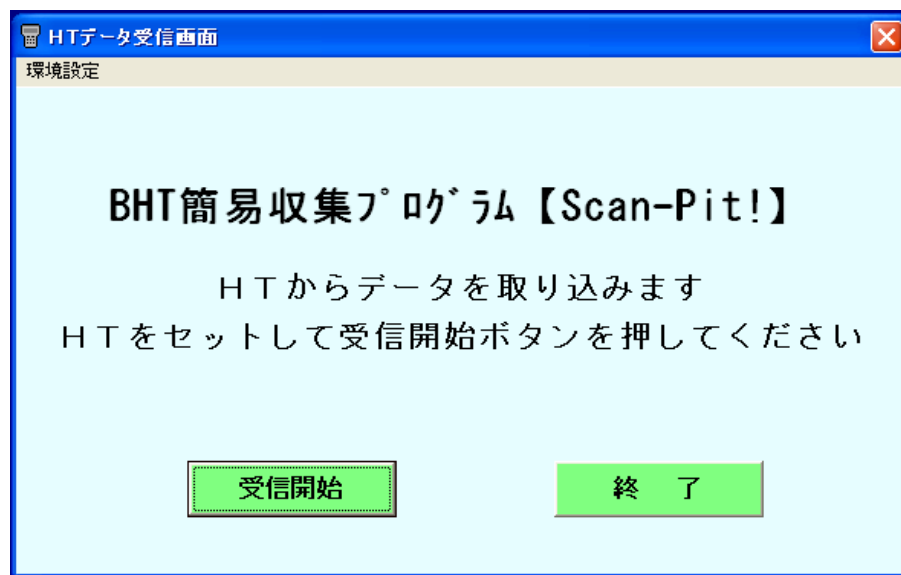 HTデータ受信画面
環境設定
BHT簡易収集ﾌﾟﾛｸﾞﾗﾑ【Scan-Pit!】
ＨＴからデータを取り込みます
ＨＴをセットして受信開始ボタンを押してください
受信開始
終　了